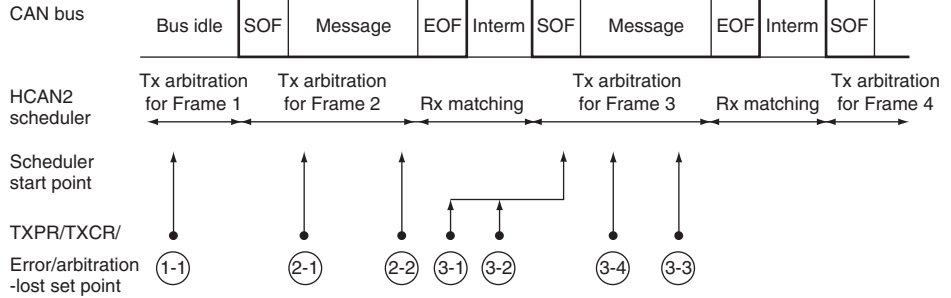 CAN bus
Bus idle SOF Message EOF Interm SOF Message EOF Interm SOF
HCAN2 scheduler
Tx arbitration for Frame 1
Tx arbitration for Frame 2
Rx matching
Tx arbitration for Frame 3
Rx matching
Tx arbitration for Frame 4
Scheduler
start point
TXPR/TXCR/
Error/arbitration
-lost set point
1-1 2-1 2-2 3-1 3-2 3-4 3-3